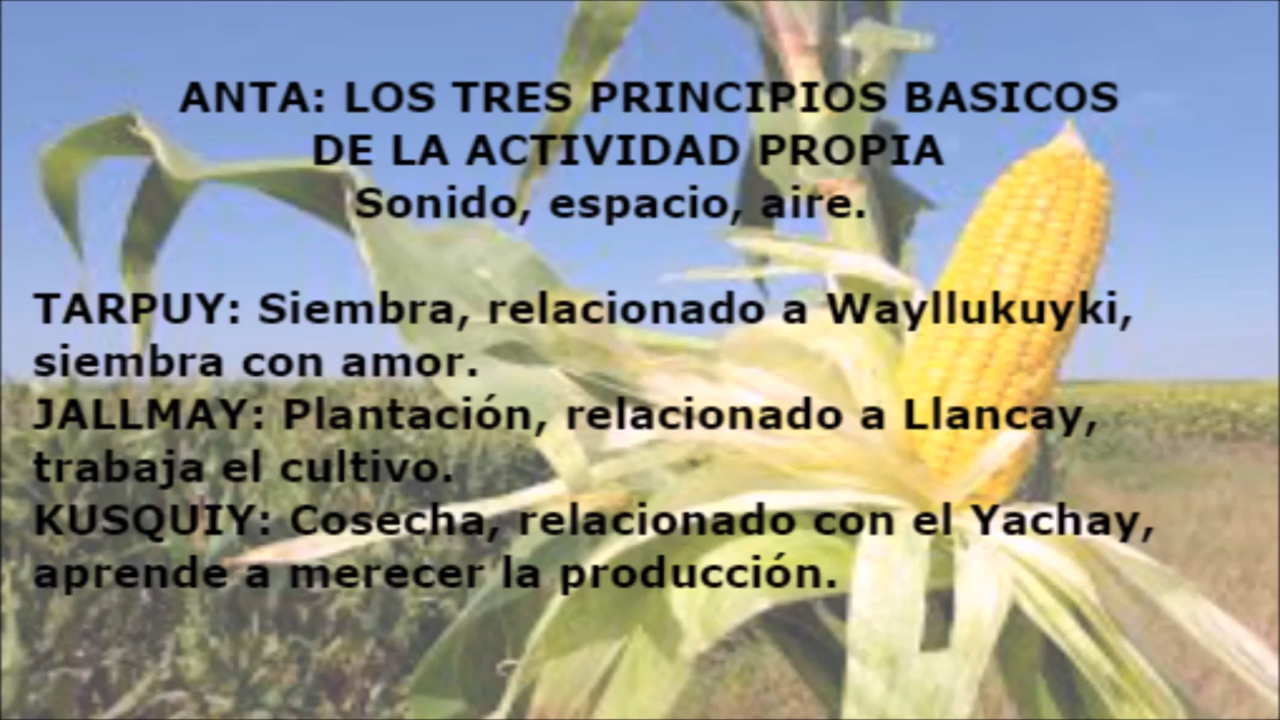 ANTA: LOS TRES PRINCIPIOS BASICOS
DE LA ACTIVIDAD PROPIA
Sonido, espacio, aire.
TARPUY: Siembra, relacionado a Wayllukuyki,
siembra con amor.
JALLMAY: Plantación, relacionado a Llancay,
trabaja el cultivo.
KUSQUIY: Cosecha, relacionado con el Yachay,
aprende a merecer la producción.